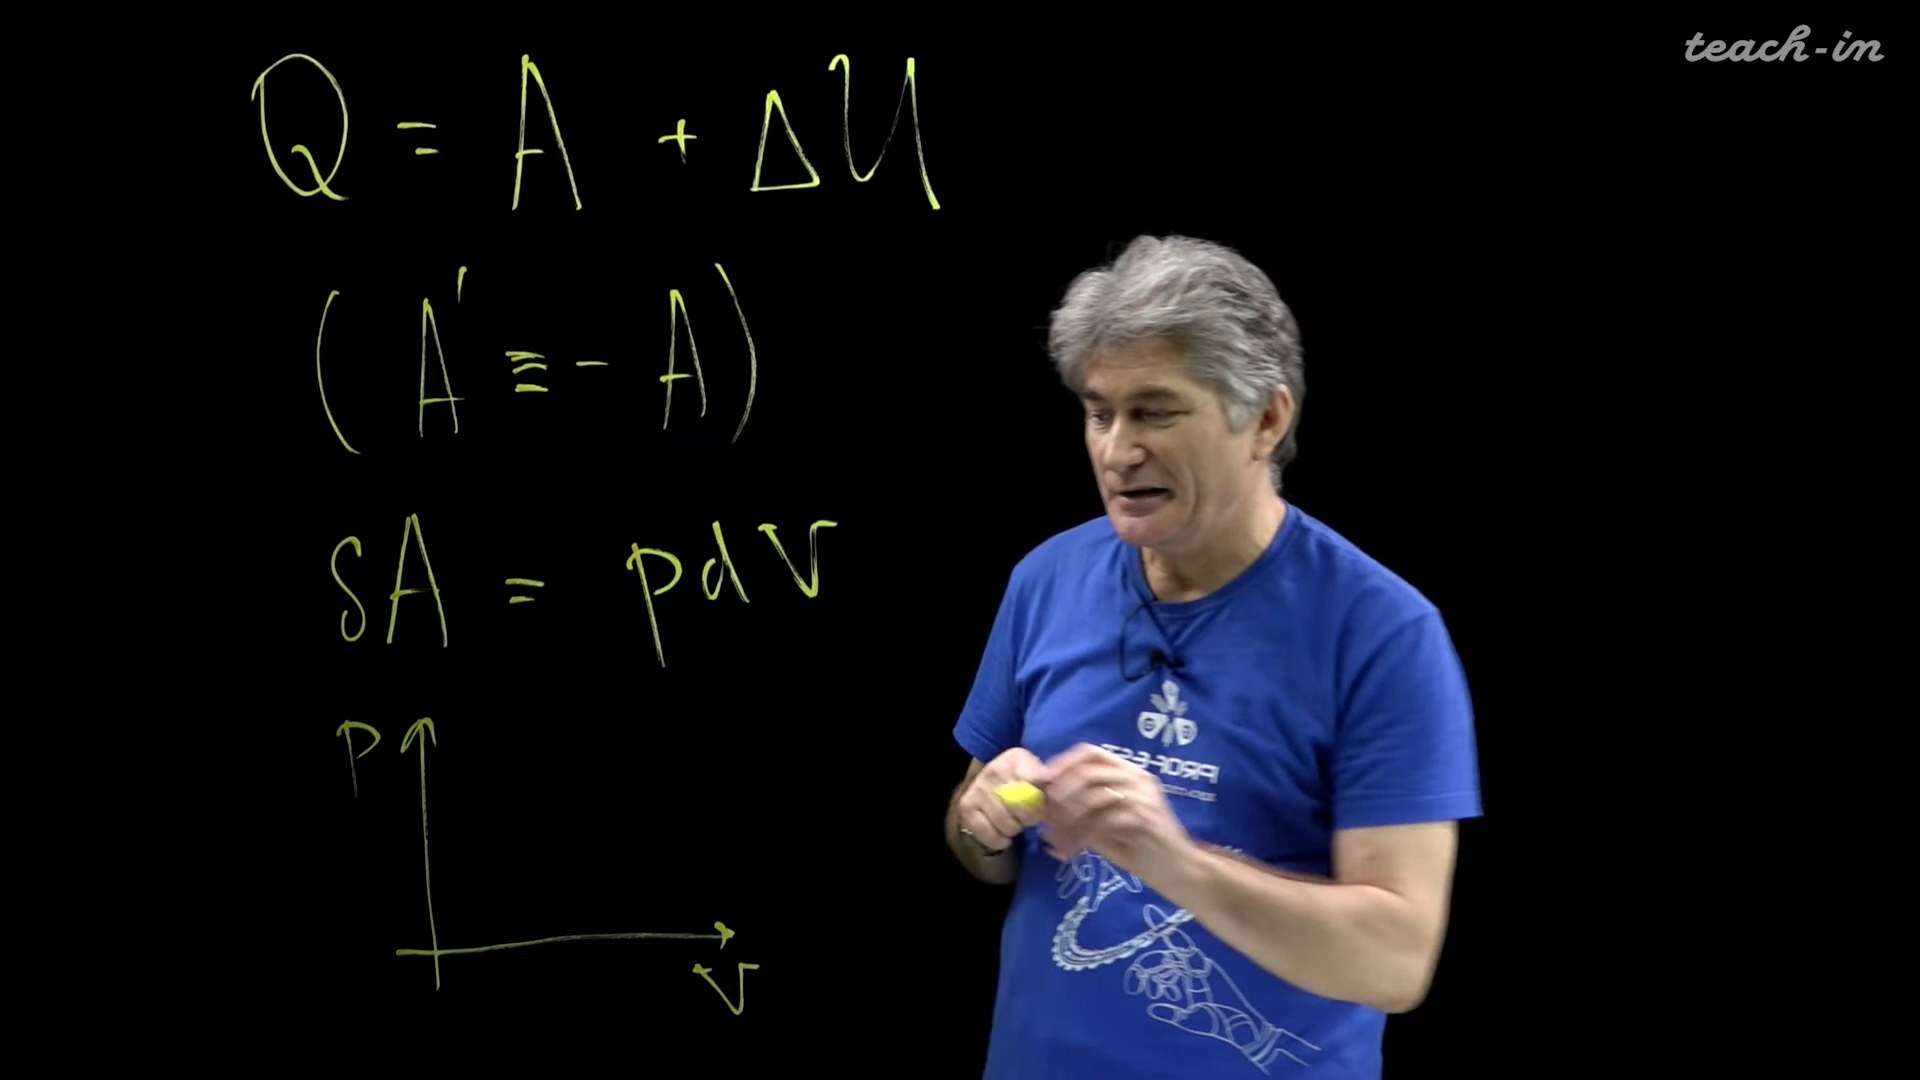 teach-in
Q = A + ΔU
(A' ≡ - A)
δA = pdV
P
V